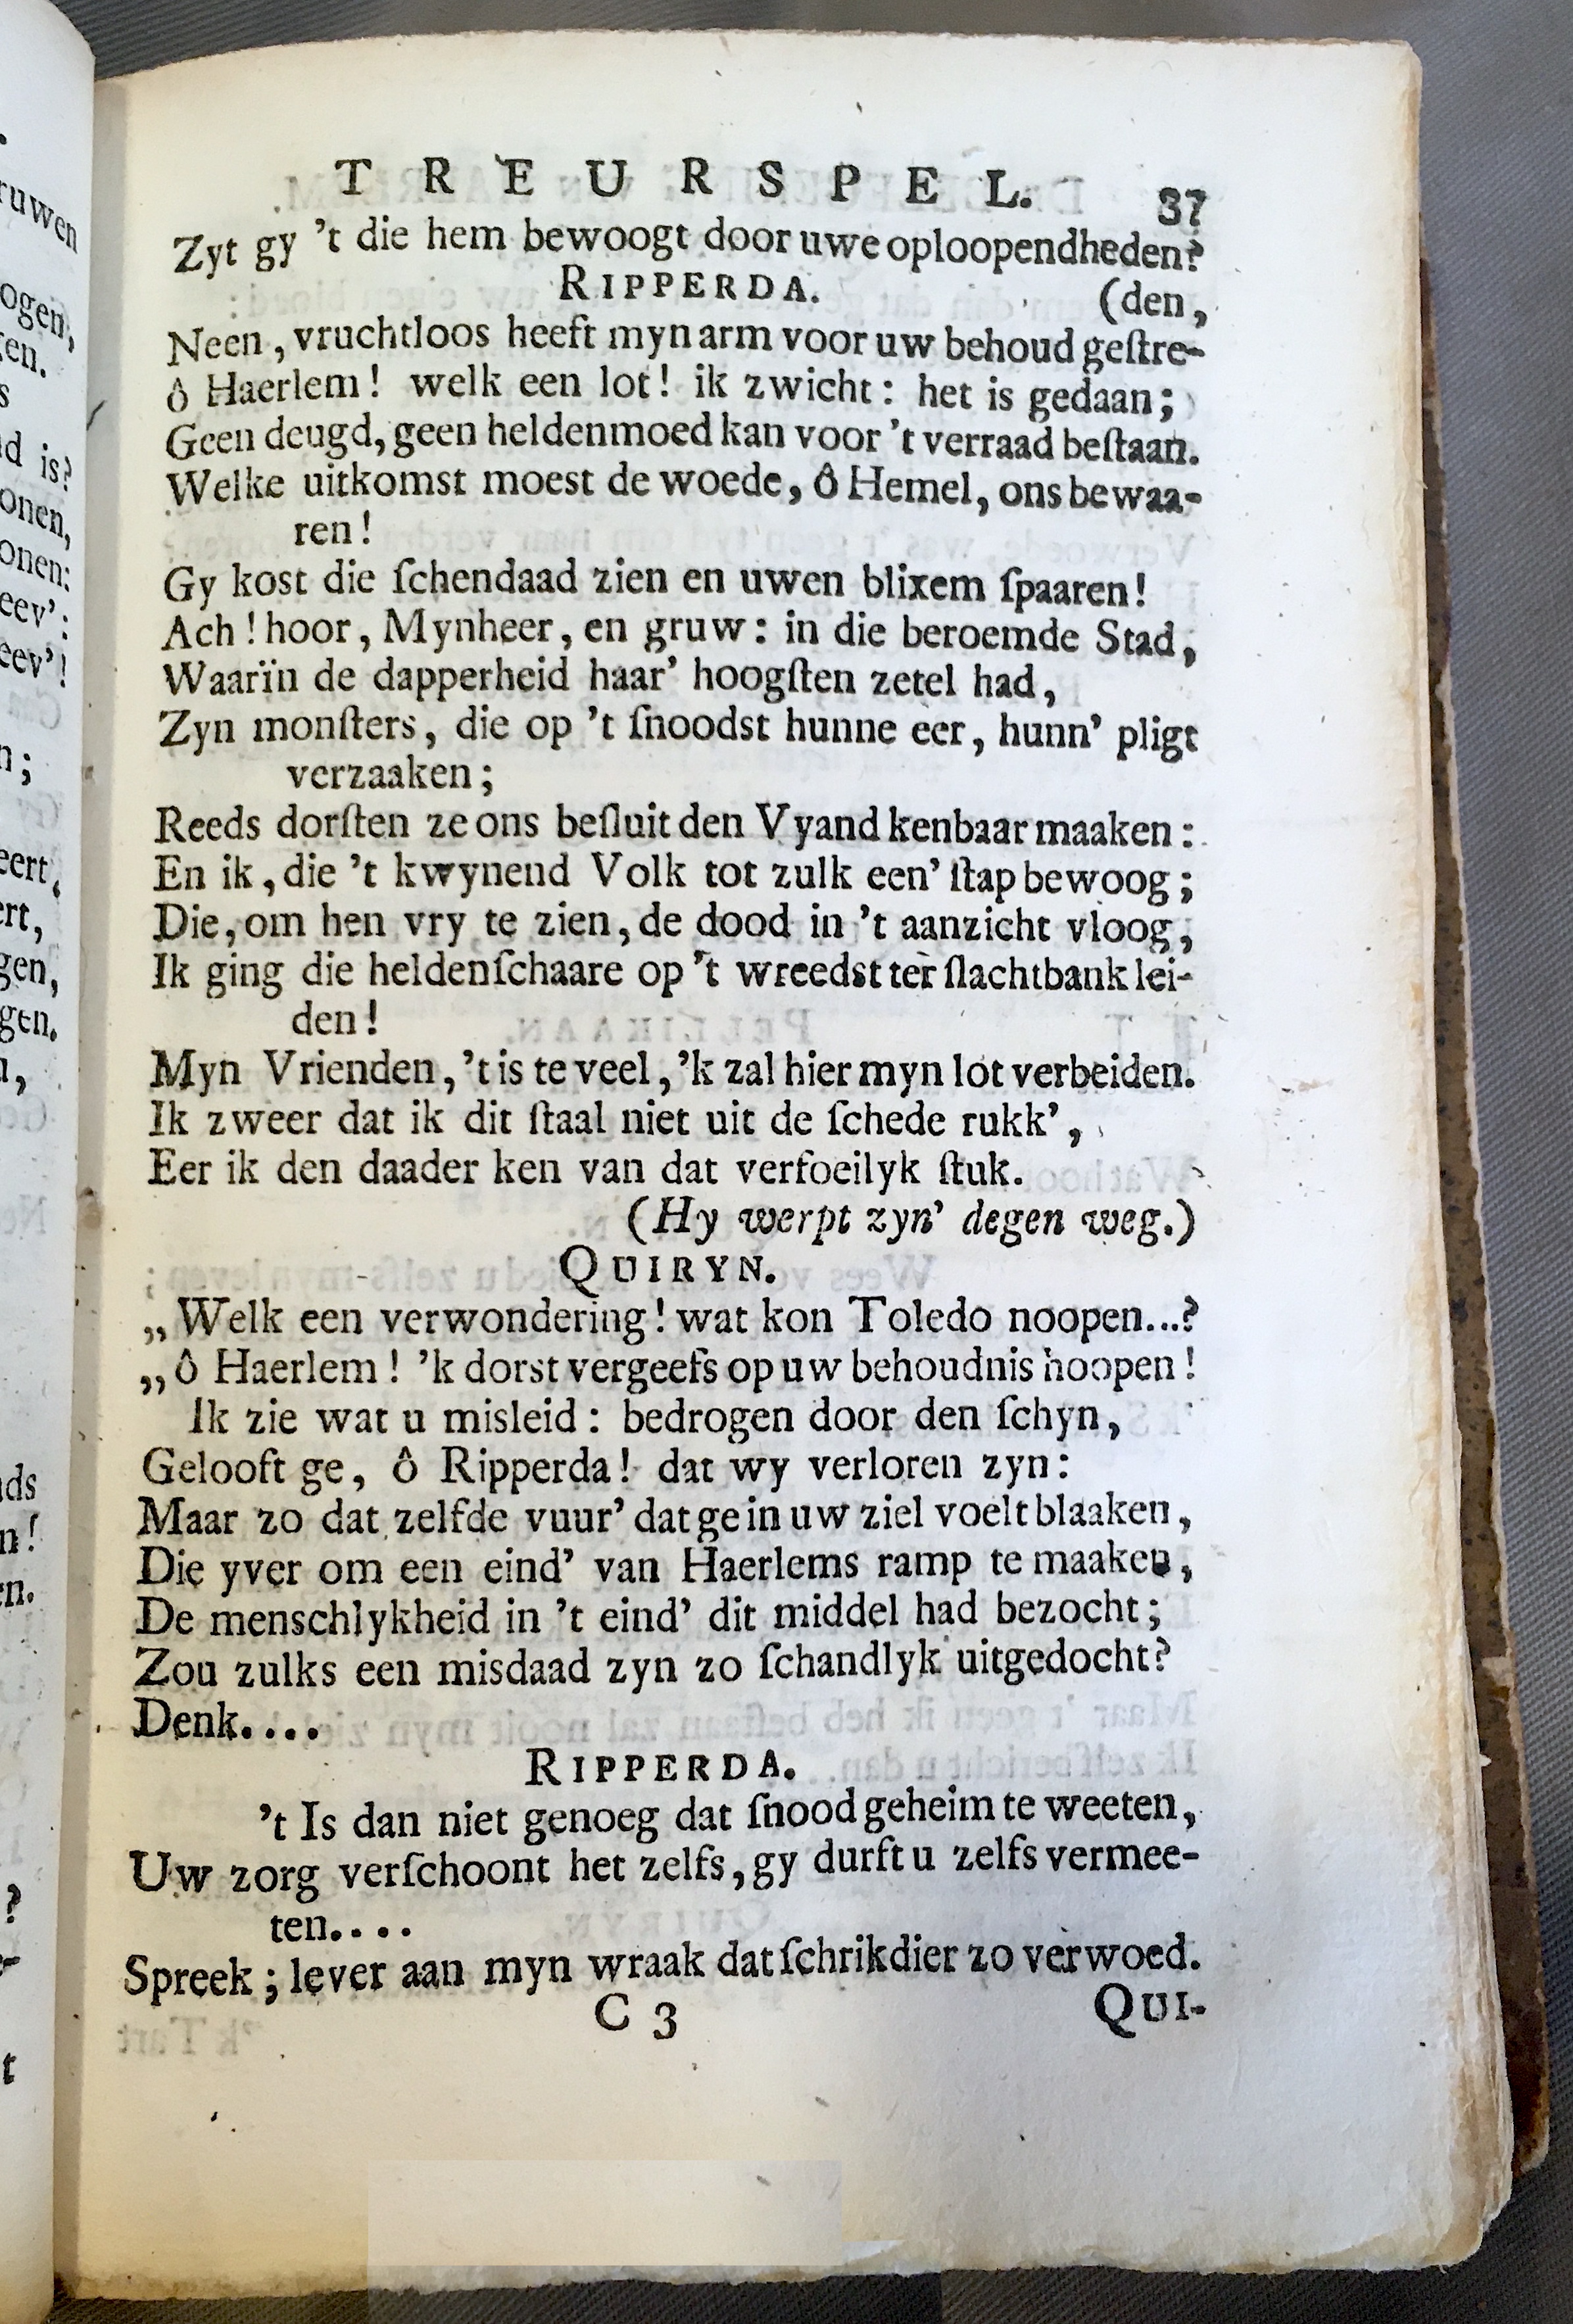 TREURSPEL. 37
Zyt gy 't die hem bewoogt door uwe oploopendheden?
RIPPERDA. (den,
Neen, vruchtloos heeft myn arm voor uw behoud geſtre-
ô Haerlem! welk een lot! ik zwicht: het is gedaan;
Geen deugd, geen heldenmoed kan voor 't verraad beſtaan.
Welke uitkomst moest de woede, ô Hemel, ons bewaa-
ren!
Gy kost die ſchendaad zien en uwen blixem ſpaaren!
Ach! hoor, Mynheer, en gruw: in die beroemde Stad,
Waarïn de dapperheid haar' hoogſten zetel had,
Zyn monſters, die op 't ſnoodst hunne eer, hunn' pligt
verzaaken;
Reeds dorſten ze ons beſluit den Vyand kenbaar maaken:
En ik, die 't kwynend Volk tot zulk een' ſtap bewoog;
Die, om hen vry te zien, de dood in 't aanzicht vloog,
Ik ging die heldenſchaare op 't wreedst ter ſlachtbank lei-
den!
Myn Vrienden, 't is te veel, 'k zal hier myn lot verbeiden.
Ik zweer dat ik dit ſtaal niet uit de ſchede rukk',
Eer ik den daader ken van dat verfoeilyk ſtuk.
(Hy werpt zyn' degen weg.)
QUIRYN.
„Welk een verwondering! wat kon Toledo noopen...?
„ô Haerlem! 'k dorst vergeefs op uw behoudnis hoopen!
Ik zie wat u misleid: bedrogen door den ſchyn,
Gelooft ge, ô Ripperda! dat wy verloren zyn:
Maar zo dat zelfde vuur' dat ge in uw ziel voelt blaaken,
Die yver om een eind' van Haerlems ramp te maaken,
De menschlykheid in 't eind' dit middel had bezocht;
Zou zulks een misdaad zyn zo ſchandlyk uitgedocht?
Denk....
RIPPERDA.
't Is dan niet genoeg dat ſnood geheim te weeten,
Uw zorg verſchoont het zelfs, gy durft u zelfs vermee-
ten....
Spreek; lever aan myn wraak dat ſchrikdier zo verwoed.
C 3 QUI-